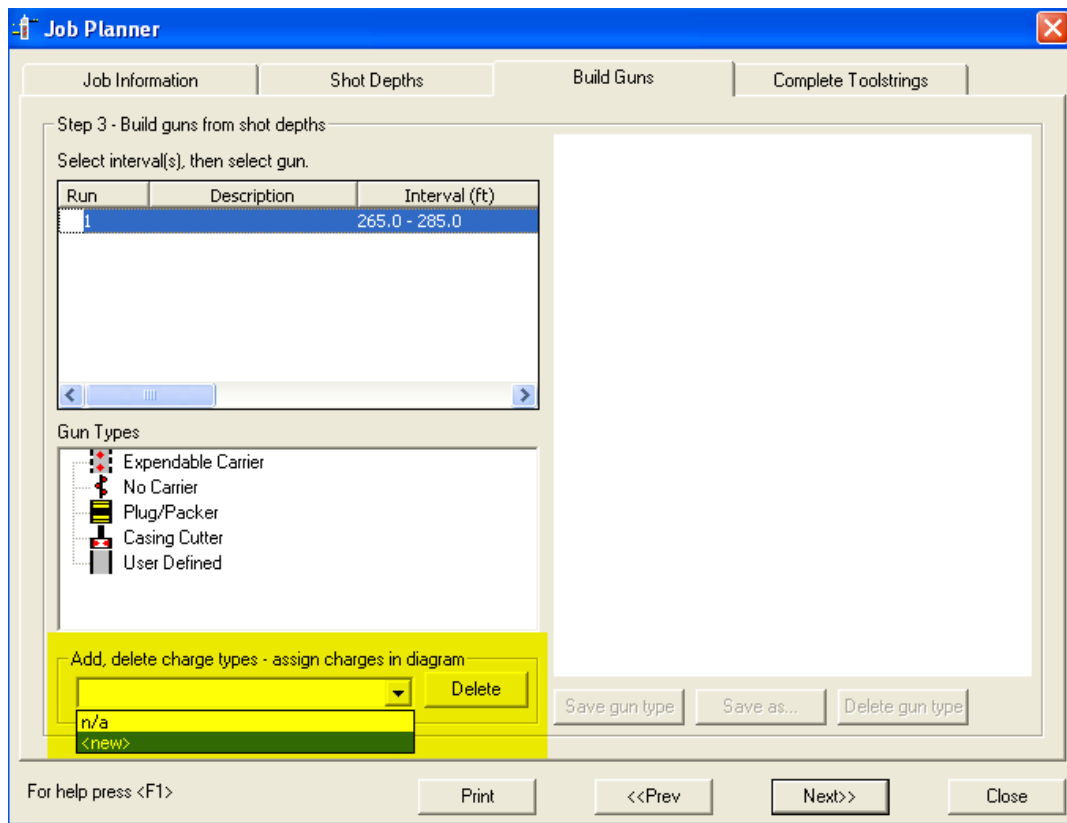 Job Planner
Job Information Shot Depths Build Guns Complete Toolstrings
Step 3 - Build guns from shot depths
Select interval(s), then select gun.
Run Description Interval (ft)
1 265.0 - 285.0
Gun Types
Expendable Carrier
No Carrier
Plug/Packer
Casing Cutter
User Defined
Add, delete charge types - assign charges in diagram
Delete
n/a
<new>
Save gun type Save as... Delete gun type
For help press <F1> Print <<Prev Next>> Close